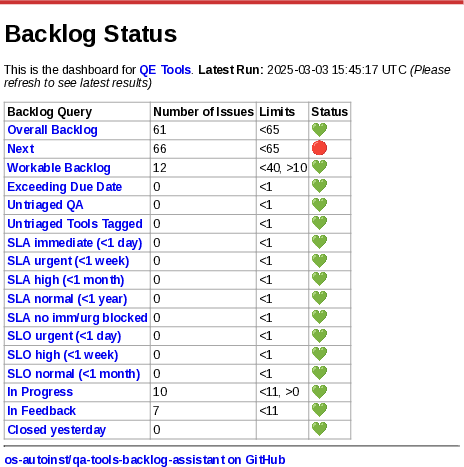 Backlog Status
This is the dashboard for QE Tools. Latest Run: 2025-03-03 15:45:17 UTC (Please
refresh to see latest results)
Backlog Query Number of Issues Limits Status
Overall Backlog 61 <65 💚
Next 66 <65 🔴
Workable Backlog 12 <40, >10 💚
Exceeding Due Date 0 <1 💚
Untriaged QA 0 <1 💚
Untriaged Tools Tagged 0 <1 💚
SLA immediate (<1 day) 0 <1 💚
SLA urgent (<1 week) 0 <1 💚
SLA high (<1 month) 0 <1 💚
SLA normal (<1 year) 0 <1 💚
SLA no imm/urg blocked 0 <1 💚
SLO urgent (<1 day) 0 <1 💚
SLO high (<1 week) 0 <1 💚
SLO normal (<1 month) 0 <1 💚
In Progress 10 <11, >0 💚
In Feedback 7 <11 💚
Closed yesterday 0 💚
os-autoinst/qa-tools-backlog-assistant on GitHub